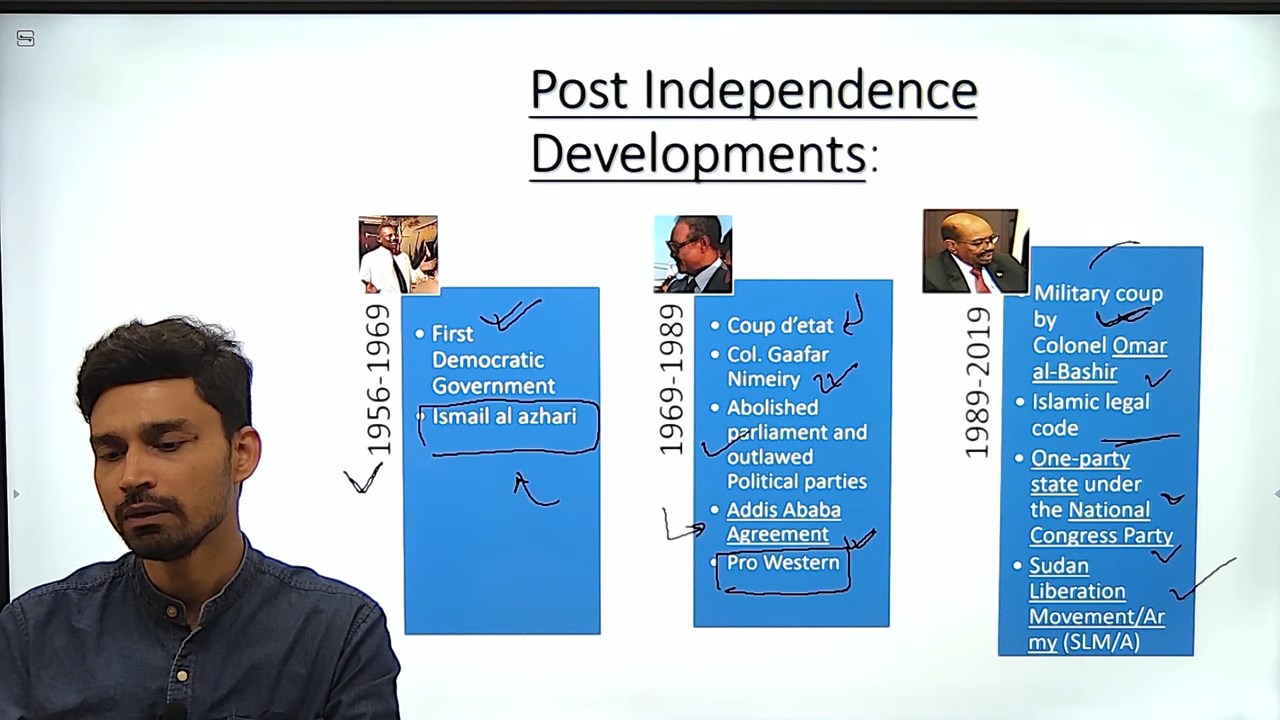 Post Independence
Developments:
1956-1969
• First
Democratic
Government
• Ismail al azhari
1969-1989
• Coup d’etat
• Col. Gaafar
Nimeiry
• Abolished
parliament and
outlawed
Political parties
• Addis Ababa
Agreement
• Pro Western
1989-2019
• Military coup
by
Colonel Omar
al-Bashir
• Islamic legal
code
• One-party
state under
the National
Congress Party
• Sudan
Liberation
Movement/Ar
my (SLM/A)